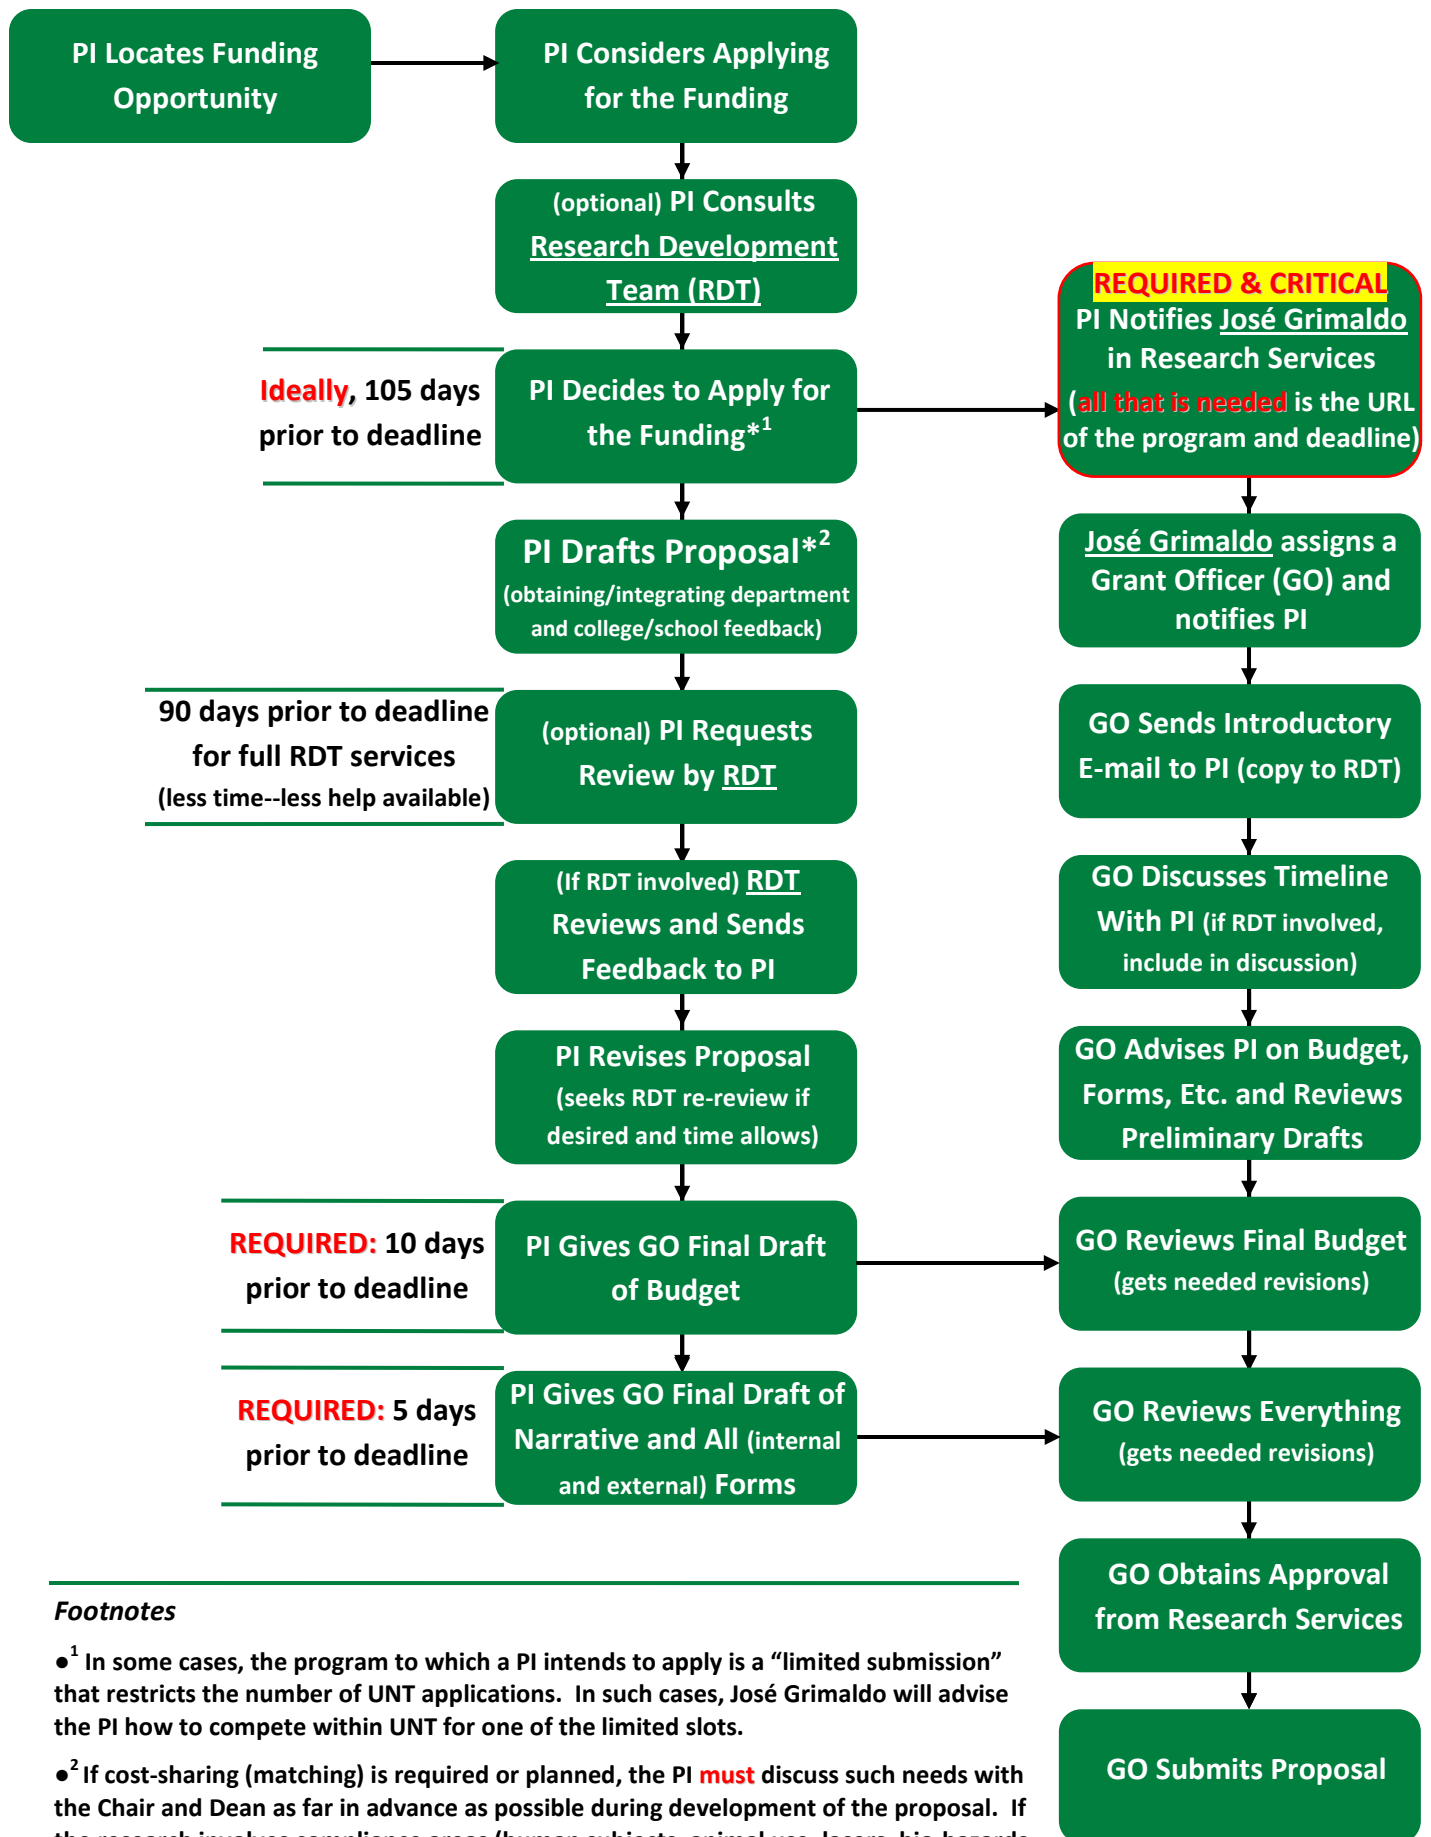 PI Locates Funding
Opportunity
PI Considers Applying
for the Funding
(optional) PI Consults
Research Development
Team (RDT)
Ideally, 105 days
prior to deadline
PI Decides to Apply for
the Funding*1
REQUIRED & CRITICAL
PI Notifies José Grimaldo
in Research Services
(all that is needed is the URL
of the program and deadline)
PI Drafts Proposal*2
(obtaining/integrating department
and college/school feedback)
José Grimaldo assigns a
Grant Officer (GO) and
notifies PI
90 days prior to deadline
for full RDT services
(less time--less help available)
(optional) PI Requests
Review by RDT
GO Sends Introductory
E-mail to PI (copy to RDT)
(If RDT involved) RDT
Reviews and Sends
Feedback to PI
GO Discusses Timeline
With PI (if RDT involved,
include in discussion)
PI Revises Proposal
(seeks RDT re-review if
desired and time allows)
GO Advises PI on Budget,
Forms, Etc. and Reviews
Preliminary Drafts
REQUIRED: 10 days
prior to deadline
PI Gives GO Final Draft
of Budget
GO Reviews Final Budget
(gets needed revisions)
REQUIRED: 5 days
prior to deadline
PI Gives GO Final Draft of
Narrative and All (internal
and external) Forms
GO Reviews Everything
(gets needed revisions)
GO Obtains Approval
from Research Services
GO Submits Proposal
Footnotes
●1 In some cases, the program to which a PI intends to apply is a “limited submission”
that restricts the number of UNT applications.  In such cases, José Grimaldo will advise
the PI how to compete within UNT for one of the limited slots.
●2 If cost-sharing (matching) is required or planned, the PI must discuss such needs with
the Chair and Dean as far in advance as possible during development of the proposal.  If
the research involves compliance areas (human subjects, animal use, lasers, bio-hazards